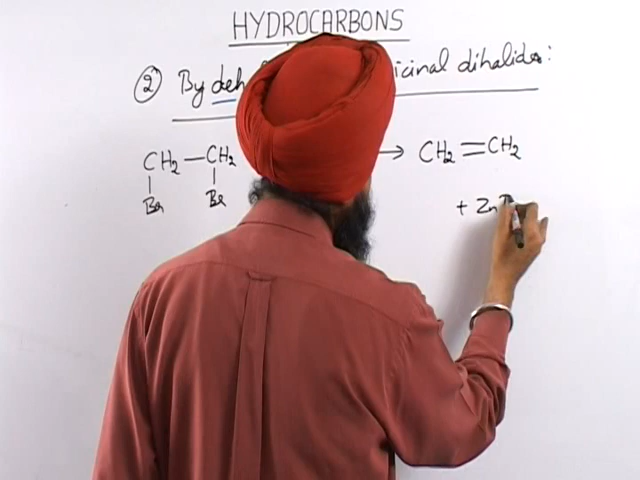 HYDROCARBONS
② By deh icinal dihalides:
CH2 — CH2 → CH2 = CH2
Br Br + Zn